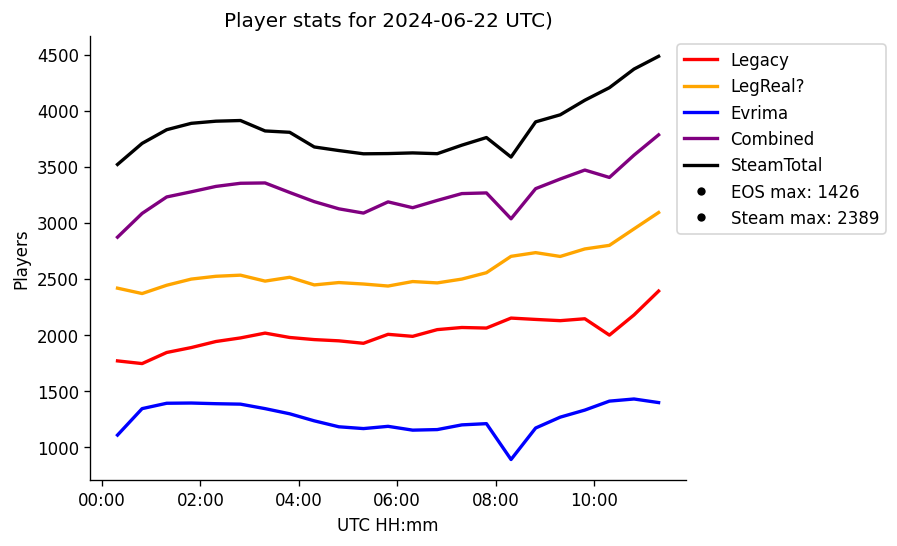 Player stats for 2024-06-22 UTC)
4500
4000
3500
3000
2500
2000
1500
1000
Players
00:00
02:00
04:00
06:00
08:00
10:00
UTC HH:mm
Legacy
LegReal?
Evrima
Combined
SteamTotal
EOS max: 1426
Steam max: 2389